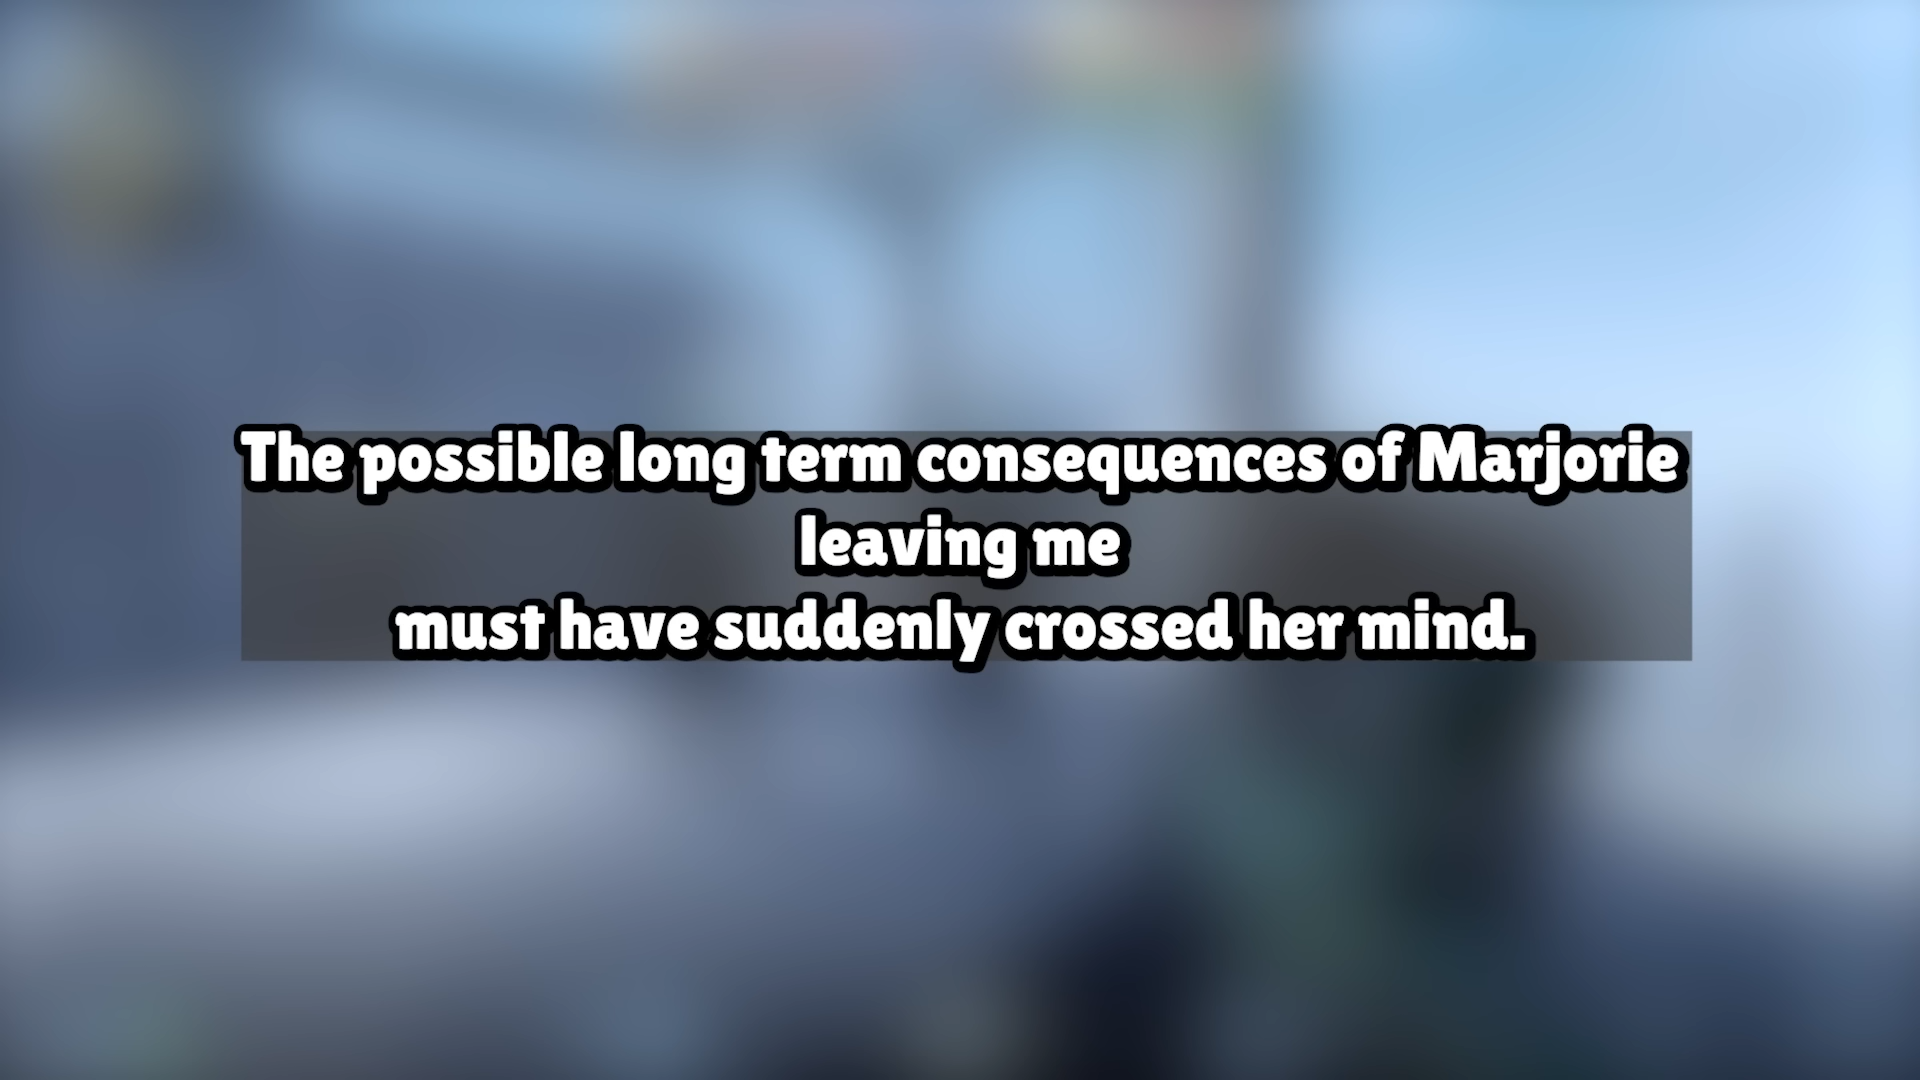 The possible long term consequences of Marjorie
leaving me
must have suddenly crossed her mind.